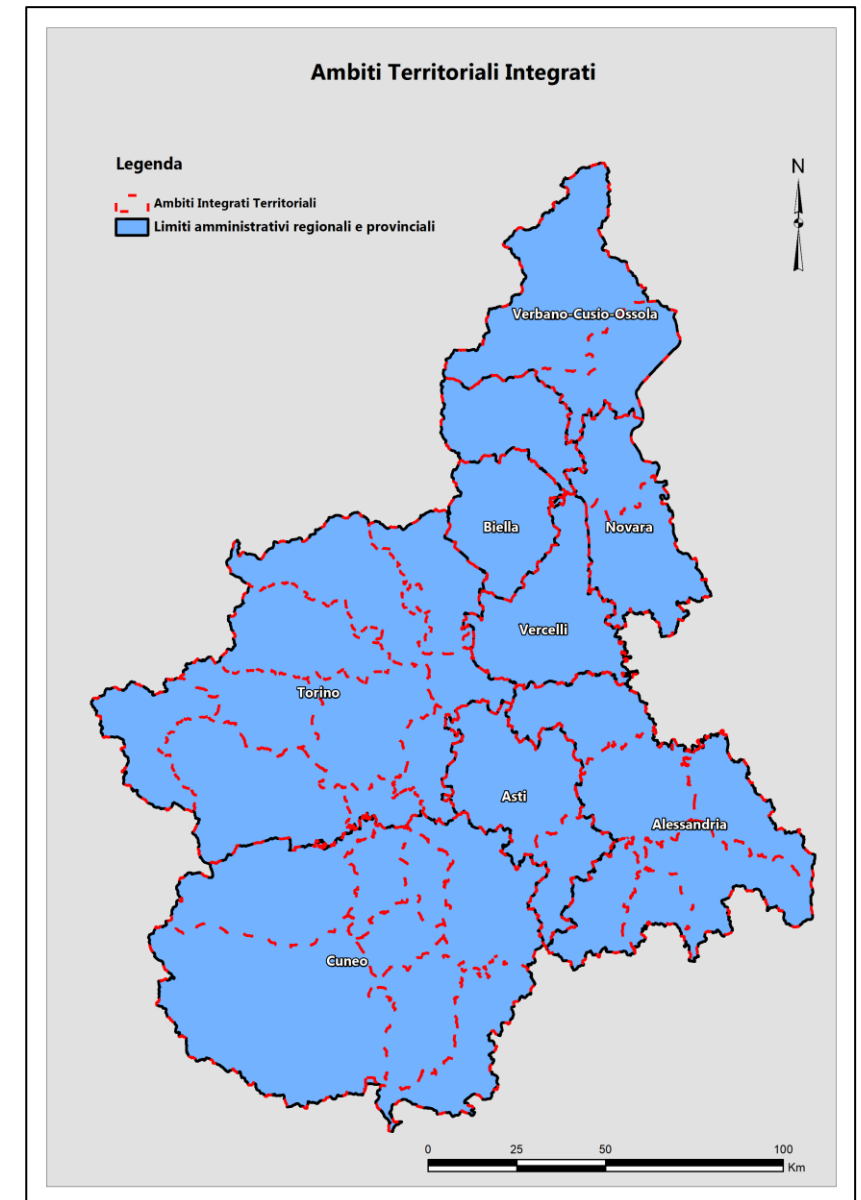 Ambiti Territoriali Integrati
Legenda
N
Ambiti Integrati Territoriali
Limiti amministrativi regionali e provinciali
Verbano-Cusio-Ossola
Biella
Novara
Vercelli
Torino
Asti
Alessandria
Cuneo
0 25 50 100
Km